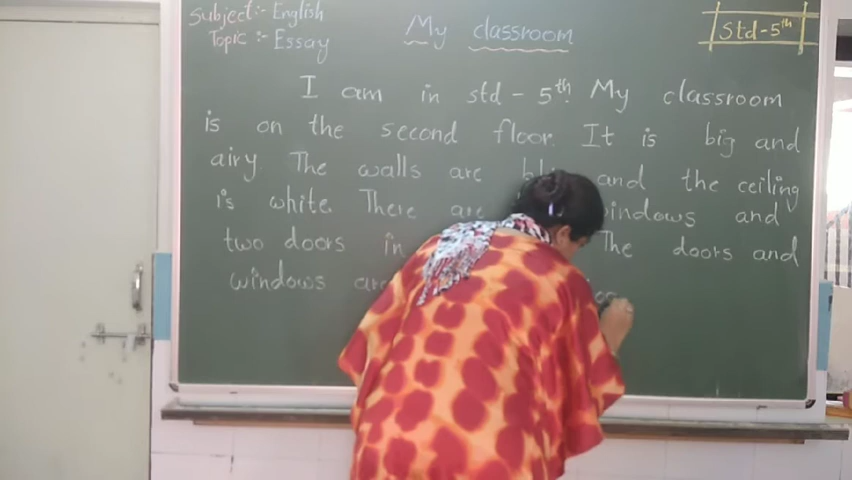 Subject:- English
Topic :- Essay
My classroom
Std-5th
I am in std-5th. My classroom
is on the second floor. It is big and
airy The walls are and the ceiling
is white. There are windows and
two doors in The doors and
windows are